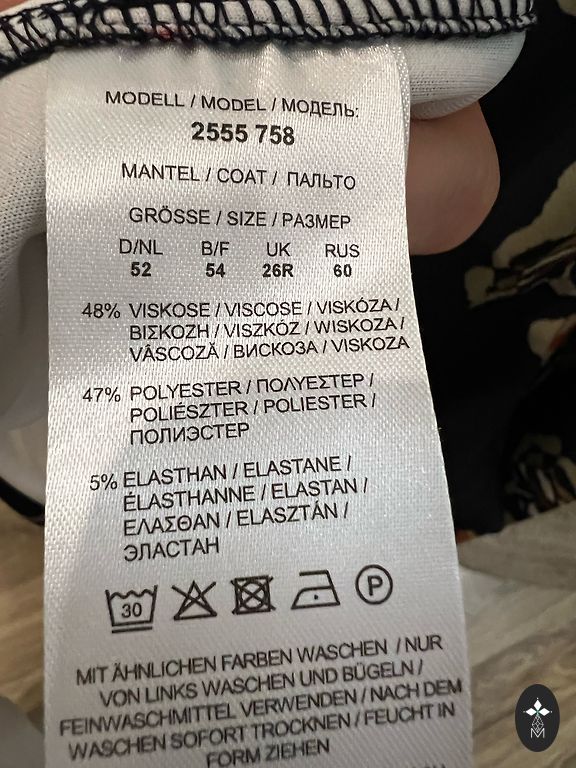 MODELL / MODEL / МОДЕЛЬ:
2555 758
MANTEL / COAT / ПАЛЬТО
GRÖSSE / SIZE / РАЗМЕР
D/NL B/F UK RUS
52 54 26R 60
48% VISKOSE / VISCOSE / VISKÓZA /
ΒΙΣΚΟΖΗ / VISZKÓZ / WISKOZA /
VÂSCOZĂ / ВИСКОЗА / VISKOZA
47% POLYESTER / ΠΟΛΥΕΣΤΕΡ /
POLIÉSZTER / POLIESTER /
ПОЛИЭСТЕР
5% ELASTHAN / ELASTANE /
ÉLASTHANNE / ELASTAN /
ΕΛΑΣΘΑΝ / ELASZTÁN /
ЭЛАСТАН
30 P
MIT ÄHNLICHEN FARBEN WASCHEN / NUR
VON LINKS WASCHEN UND BÜGELN /
FEINWASCHMITTEL VERWENDEN / NACH DEM
WASCHEN SOFORT TROCKNEN / FEUCHT IN
FORM ZIEHEN
M